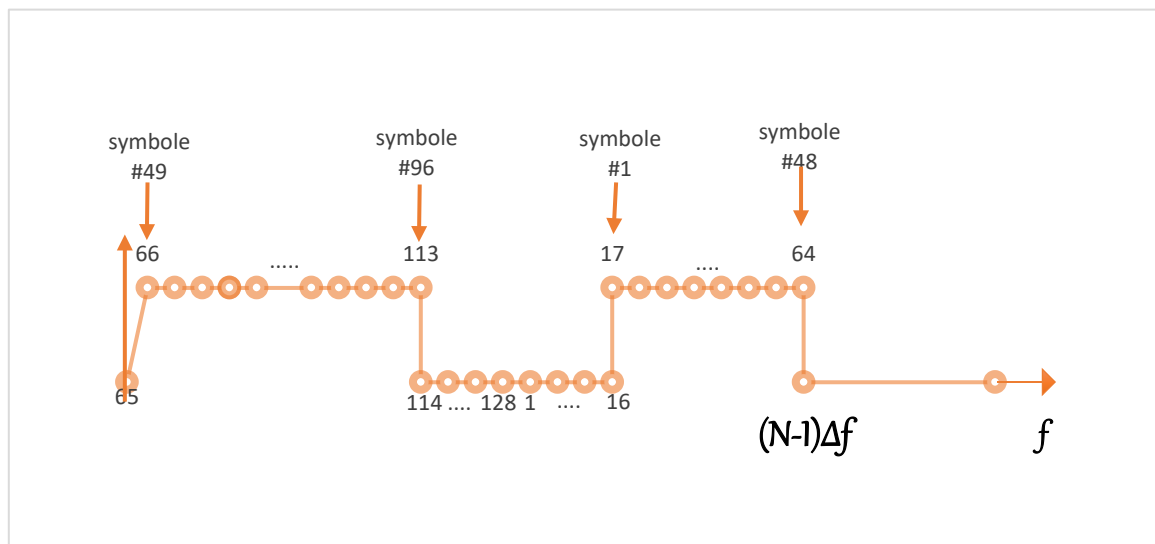 symbole
#49
symbole
#96
symbole
#1
symbole
#48
66
.....
113
17
....
64
65
114 .... 128 1 .... 16
(N-1)Δf
f